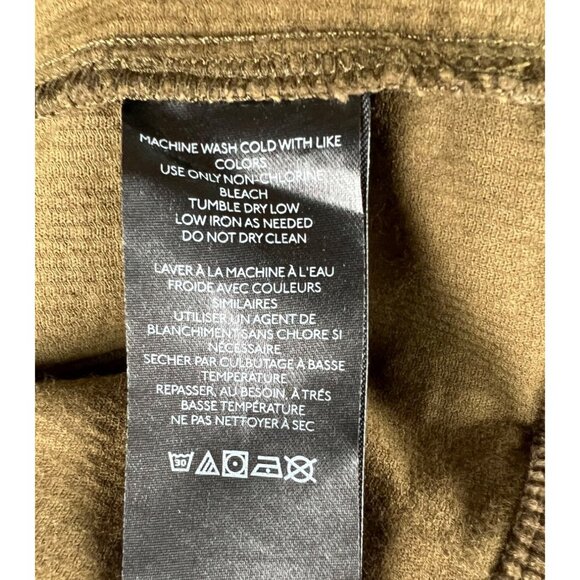 MACHINE WASH COLD WITH LIKE
COLORS
USE ONLY NON-CHLORINE
BLEACH
TUMBLE DRY LOW
LOW IRON AS NEEDED
DO NOT DRY CLEAN
LAVER À LA MACHINE À L'EAU
FROIDE AVEC COULEURS
SIMILAIRES
UTILISER UN AGENT DE
BLANCHIMENT SANS CHLORE SI
NÉCESSAIRE
SÉCHER PAR CULBUTAGE À BASSE
TEMPÉRATURE
REPASSER, AU BESOIN, À TRÉS
BASSE TEMPÉRATURE
NE PAS NETTOYER À SEC
30